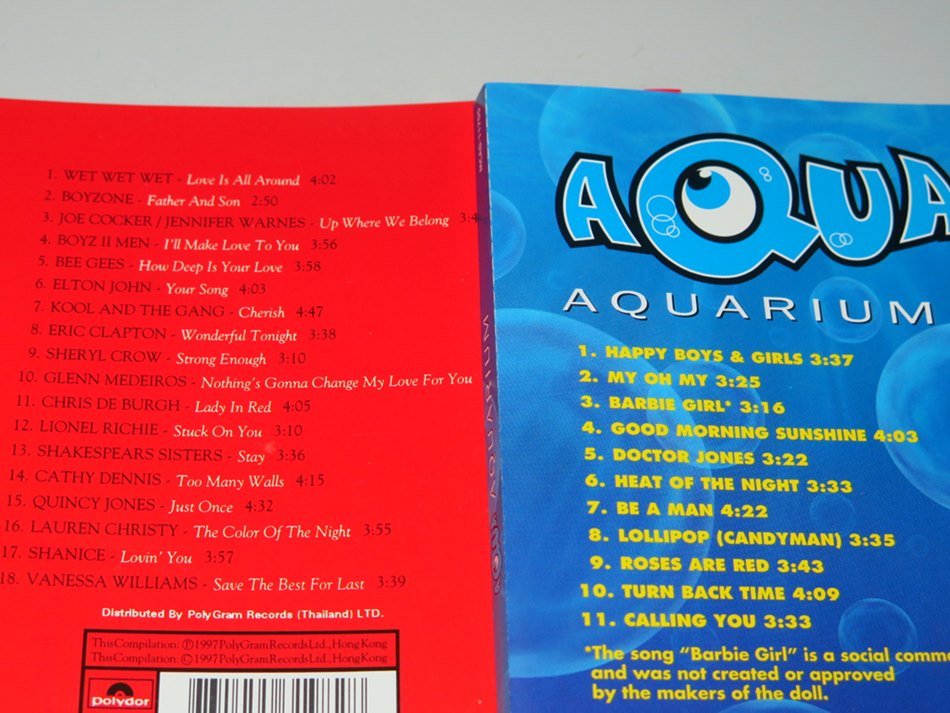 1. WET WET WET - Love Is All Around 4:02
2. BOYZONE - Father And Son 2:50
3. JOE COCKER / JENNIFER WARNES - Up Where We Belong
4. BOYZ II MEN - I'll Make Love To You 3:56
5. BEE GEES - How Deep Is Your Love 3:58
6. ELTON JOHN - Your Song 4:03
7. KOOL AND THE GANG - Cherish 4:47
8. ERIC CLAPTON - Wonderful Tonight 3:38
9. SHERYL CROW - Strong Enough 3:10
10. GLENN MEDEIROS - Nothing's Gonna Change My Love For You
11. CHRIS DE BURGH - Lady In Red 4:05
12. LIONEL RICHIE - Stuck On You 3:10
13. SHAKESPEARS SISTERS - Stay 3:36
14. CATHY DENNIS - Too Many Walls 4:15
15. QUINCY JONES - Just Once 4:32
16. LAUREN CHRISTY - The Color Of The Night 3:55
17. SHANICE - Lovin' You 3:57
18. VANESSA WILLIAMS - Save The Best For Last 3:39
Distributed By PolyGram Records (Thailand) LTD.
This Compilation: Ⓟ 1997 PolyGram Records Ltd., Hong Kong
This Compilation: © 1997 PolyGram Records Ltd., Hong Kong
polydor
AQUA AQUARIUM
AQUA
AQUARIUM
1. HAPPY BOYS & GIRLS 3:37
2. MY OH MY 3:25
3. BARBIE GIRL* 3:16
4. GOOD MORNING SUNSHINE 4:03
5. DOCTOR JONES 3:22
6. HEAT OF THE NIGHT 3:33
7. BE A MAN 4:22
8. LOLLIPOP (CANDYMAN) 3:35
9. ROSES ARE RED 3:43
10. TURN BACK TIME 4:09
11. CALLING YOU 3:33
*The song "Barbie Girl" is a social comme
and was not created or approved
by the makers of the doll.